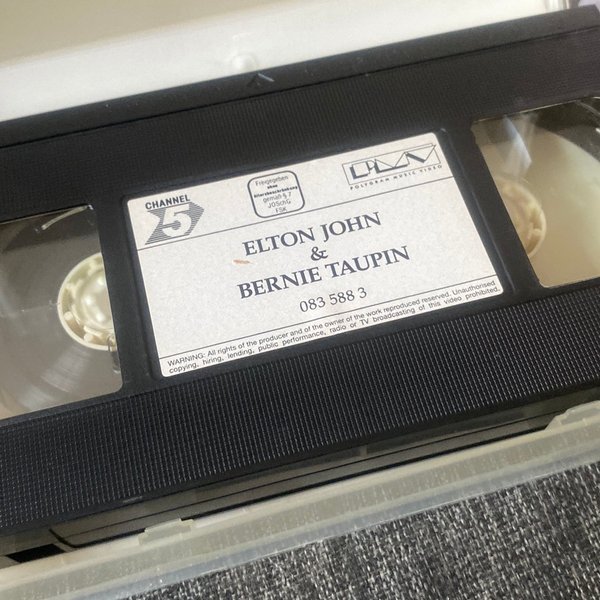 CHANNEL
5
Freigegeben
ohne
Altersbeschränkung
gemäß § 7
JÖSchG
FSK
PMV
POLYGRAM MUSIC VIDEO
ELTON JOHN
&
BERNIE TAUPIN
083 588 3
WARNING: All rights of the producer and of the owner of the work reproduced reserved. Unauthorised
copying, hiring, lending, public performance, radio or TV broadcasting of this video prohibited.